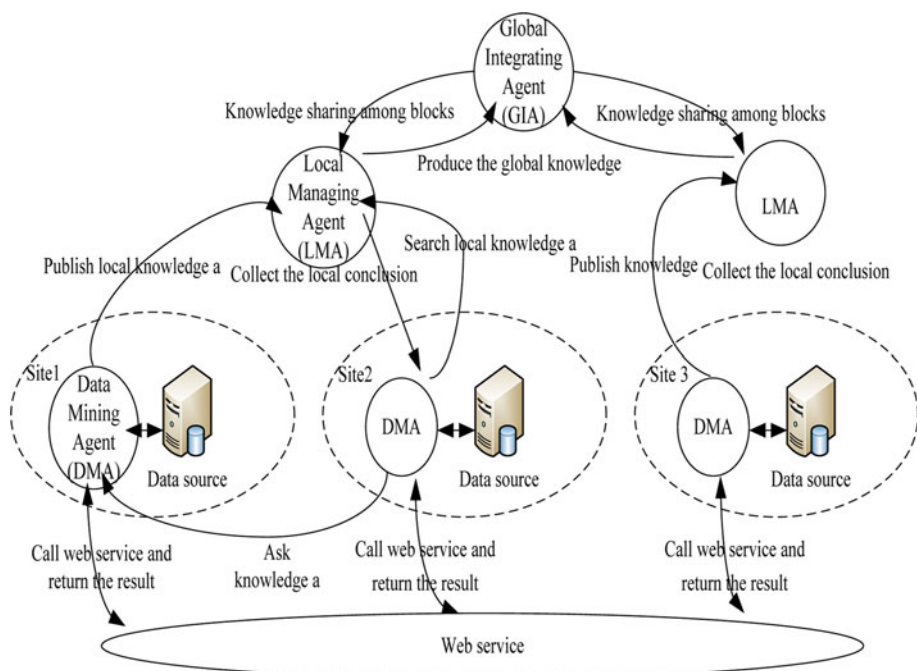 Global
Integrating
Agent
(GIA)
Knowledge sharing among blocks
Knowledge sharing among blocks
Produce the global knowledge
Local
Managing
Agent
(LMA)
LMA
Search local knowledge a
Publish local knowledge a
Collect the local conclusion
Publish knowledge
Collect the local conclusion
Site1
Data
Mining
Agent
(DMA)
Data source
Site2
DMA
Data source
Site 3
DMA
Data source
Call web service and
return the result
Ask
knowledge a
Call web service and
return the result
Call web service and
return the result
Web service